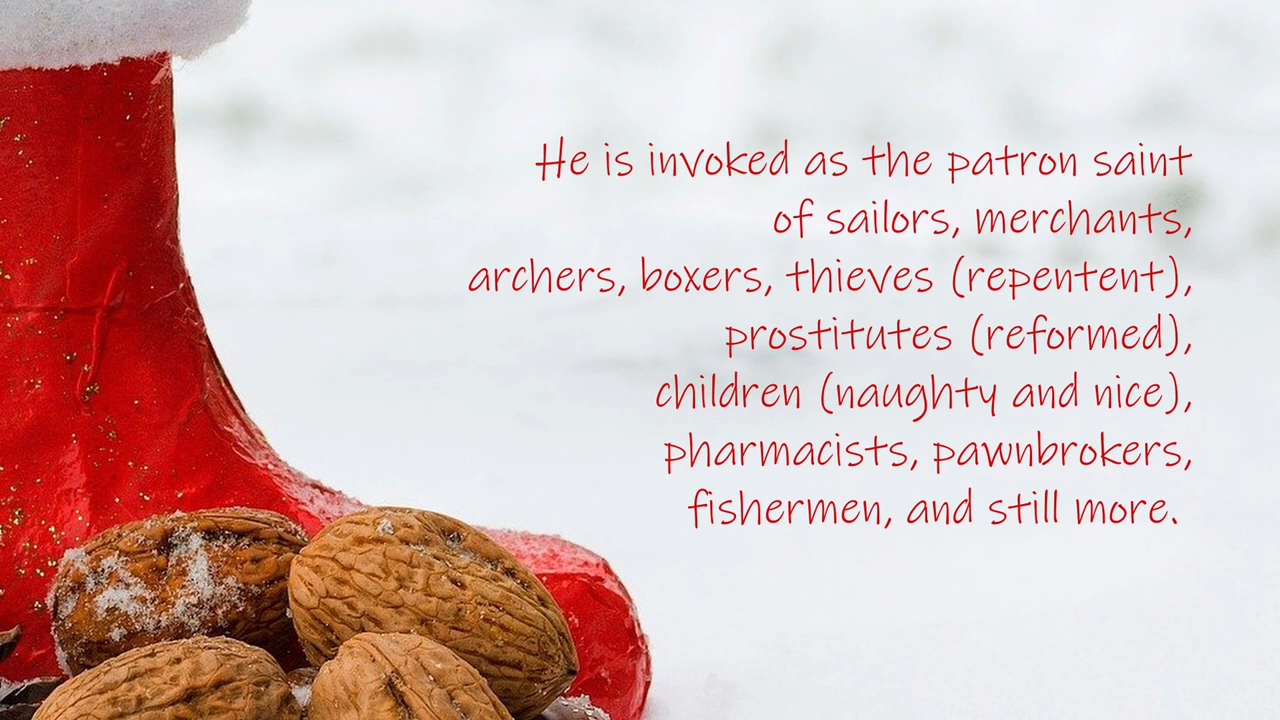 He is invoked as the patron saint
of sailors, merchants,
archers, boxers, thieves (repentent),
prostitutes (reformed),
children (naughty and nice),
pharmacists, pawnbrokers,
fishermen, and still more.